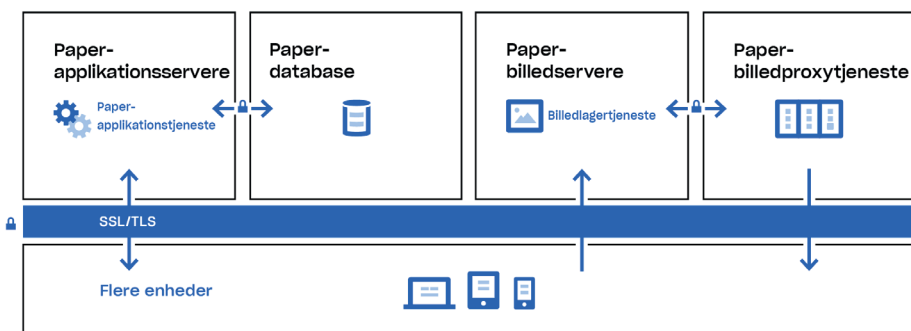 Paper-
applikationsservere
Paper-
applikationstjeneste
Paper-
database
Paper-
billedservere
Billedlagertjeneste
Paper-
billedproxytjeneste
SSL/TLS
Flere enheder